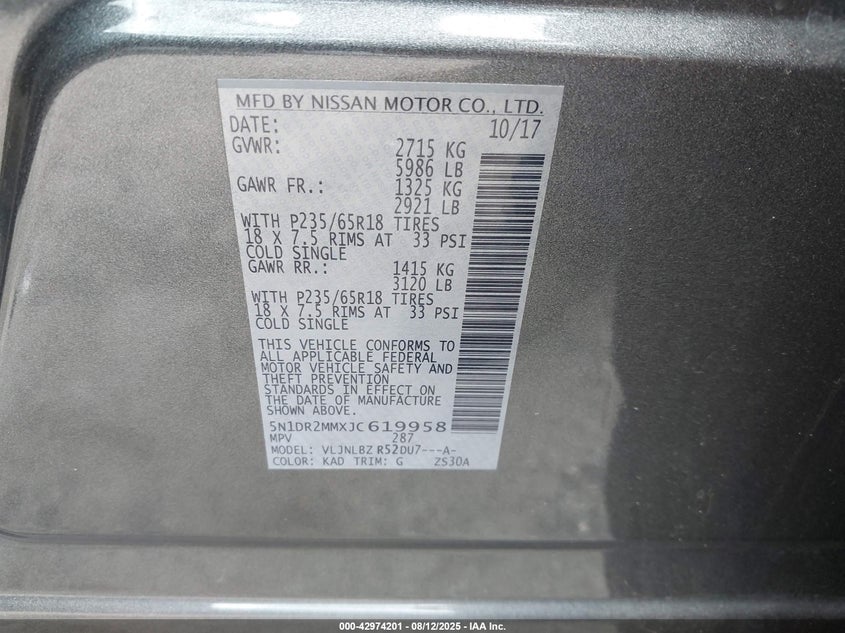 MFD BY NISSAN MOTOR CO., LTD.
DATE: 10/17
GVWR: 2715 KG
5986 LB
GAWR FR.: 1325 KG
2921 LB
WITH P235/65R18 TIRES
18 X 7.5 RIMS AT 33 PSI
COLD SINGLE
GAWR RR.: 1415 KG
3120 LB
WITH P235/65R18 TIRES
18 X 7.5 RIMS AT 33 PSI
COLD SINGLE
THIS VEHICLE CONFORMS TO
ALL APPLICABLE FEDERAL
MOTOR VEHICLE SAFETY AND
THEFT PREVENTION
STANDARDS IN EFFECT ON
THE DATE OF MANUFACTURE
SHOWN ABOVE.
5N1DR2MMXJC619958
MPV 287
MODEL: VLJNLBZ R52DU7---A-
COLOR: KAD TRIM: G ZS30A
000-42974201 - 08/12/2025 - IAA Inc.